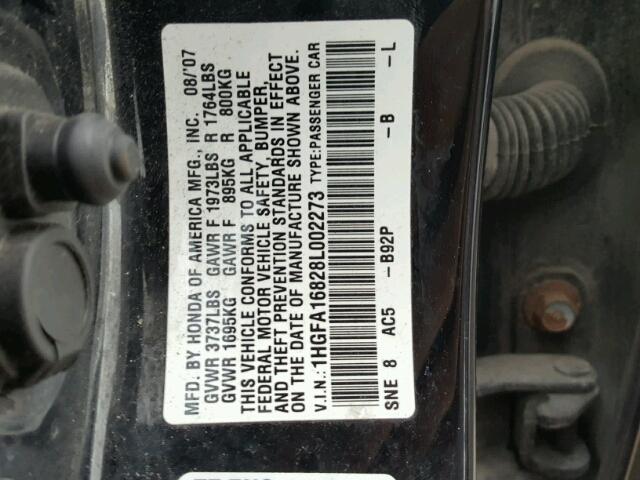 MFD. BY HONDA OF AMERICA MFG., INC. 08/'07
GVWR 3737LBS GAWR F 1973LBS R 1764LBS
GVWR 1695KG GAWR F 895KG R 800KG
THIS VEHICLE CONFORMS TO ALL APPLICABLE
FEDERAL MOTOR VEHICLE SAFETY, BUMPER,
AND THEFT PREVENTION STANDARDS IN EFFECT
ON THE DATE OF MANUFACTURE SHOWN ABOVE.
V.I.N.: 1HGFA16828L002273 TYPE:PASSENGER CAR
SNE 8 AC5 -B92P -B -L